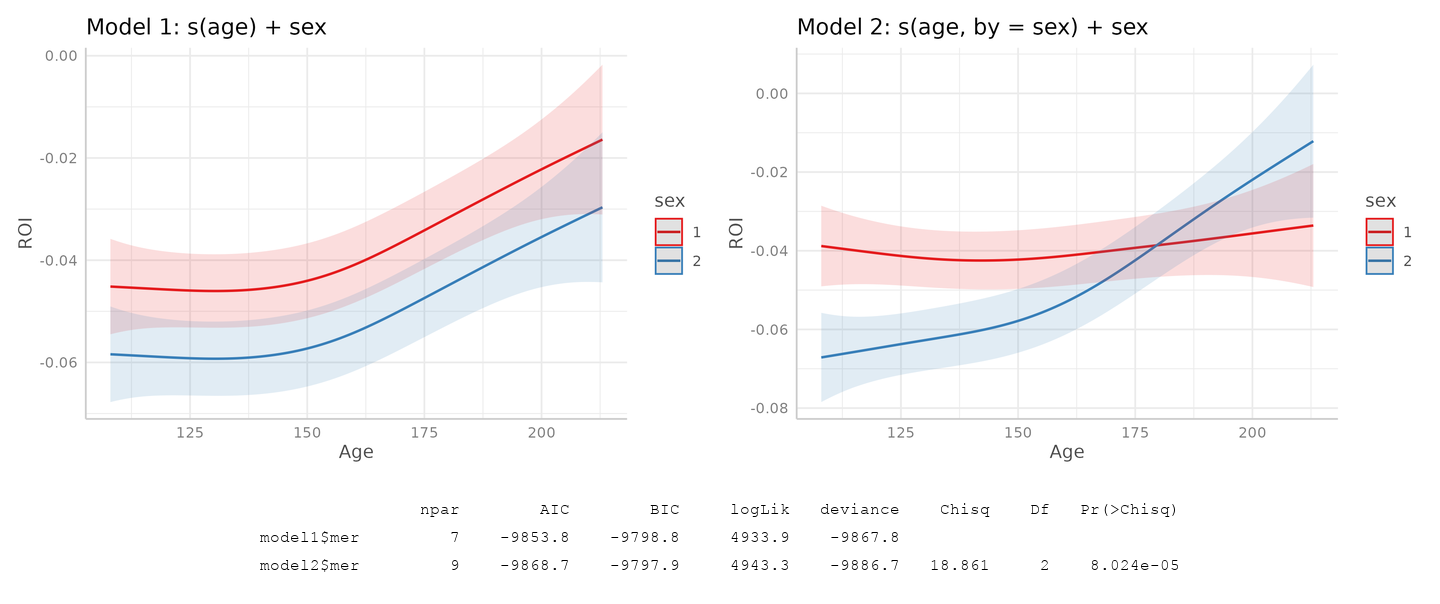 Model 1: s(age) + sex
0.00
-0.02
-0.04
-0.06
ROI
125 150 175 200
Age
sex
1
2
Model 2: s(age, by = sex) + sex
0.00
-0.02
-0.04
-0.06
-0.08
ROI
125 150 175 200
Age
sex
1
2
npar AIC BIC logLik deviance Chisq Df Pr(>Chisq)
model1$mer 7 -9853.8 -9798.8 4933.9 -9867.8
model2$mer 9 -9868.7 -9797.9 4943.3 -9886.7 18.861 2 8.024e-05